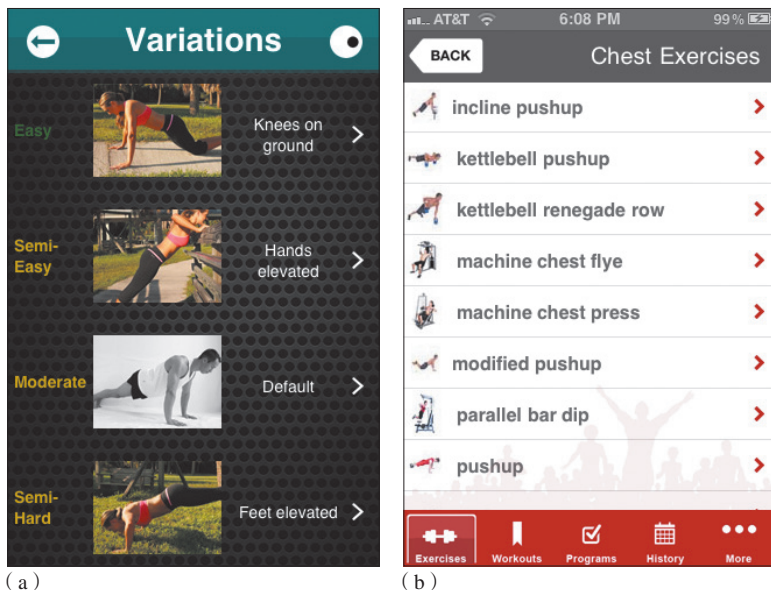 Variations
Easy
Knees on
ground
Semi-
Easy
Hands
elevated
Moderate
Default
Semi-
Hard
Feet elevated
(a)
AT&T 6:08 PM 99%
BACK Chest Exercises
incline pushup
kettlebell pushup
kettlebell renegade row
machine chest flye
machine chest press
modified pushup
parallel bar dip
pushup
Exercises Workouts Programs History More
(b)